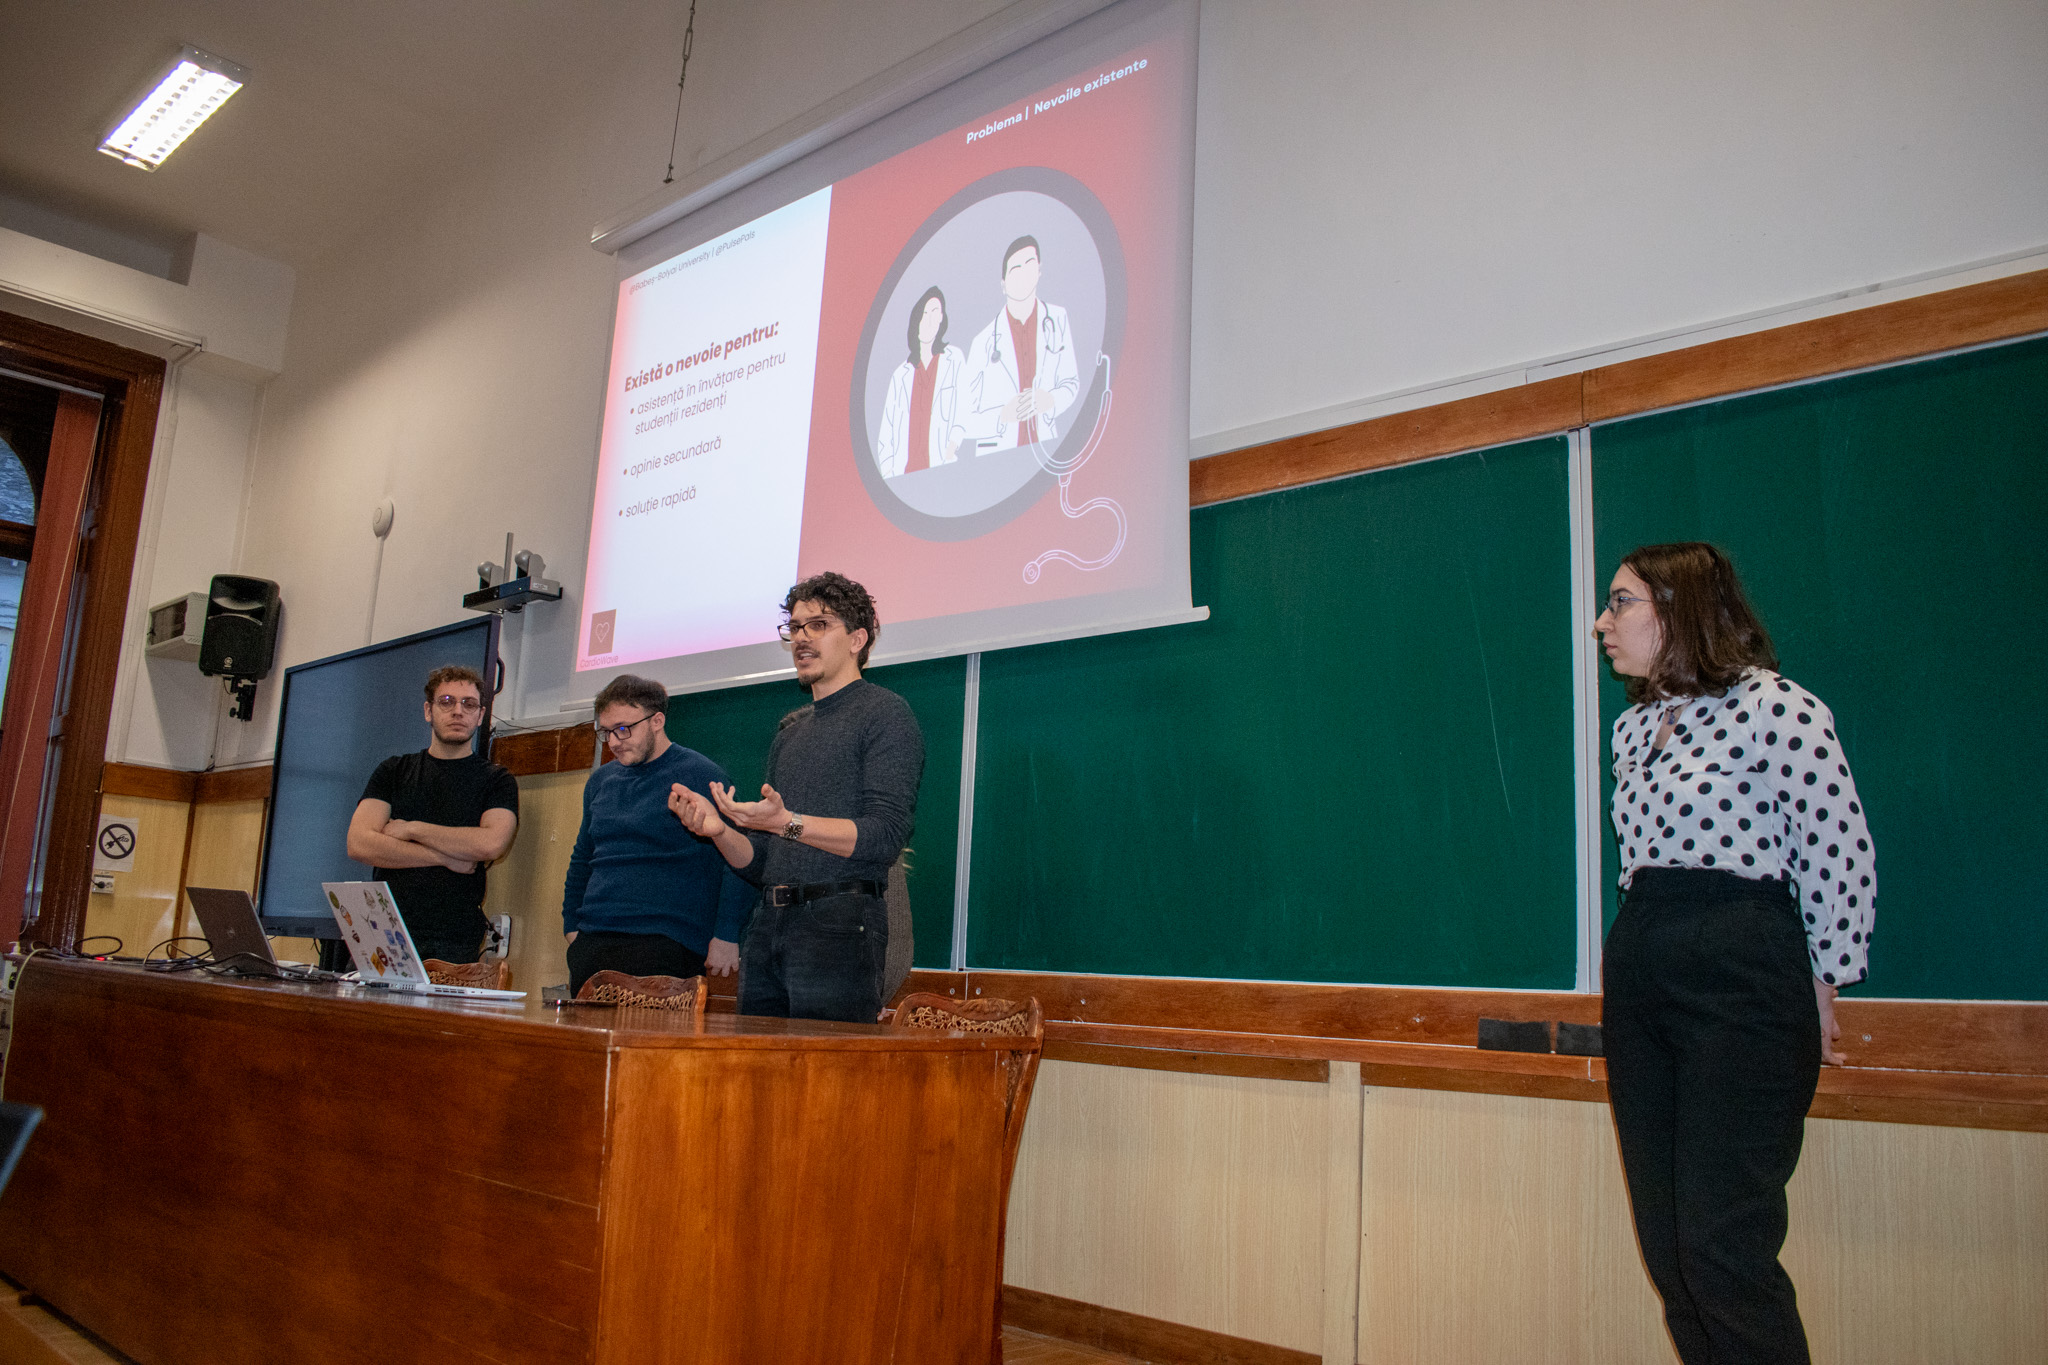 Problema | Nevoile existente
@Babeș-Bolyai University | @PulsePals
Există o nevoie pentru:
• asistență în învățare pentru
studenții rezidenți
• opinie secundară
• soluție rapidă
CardioWave